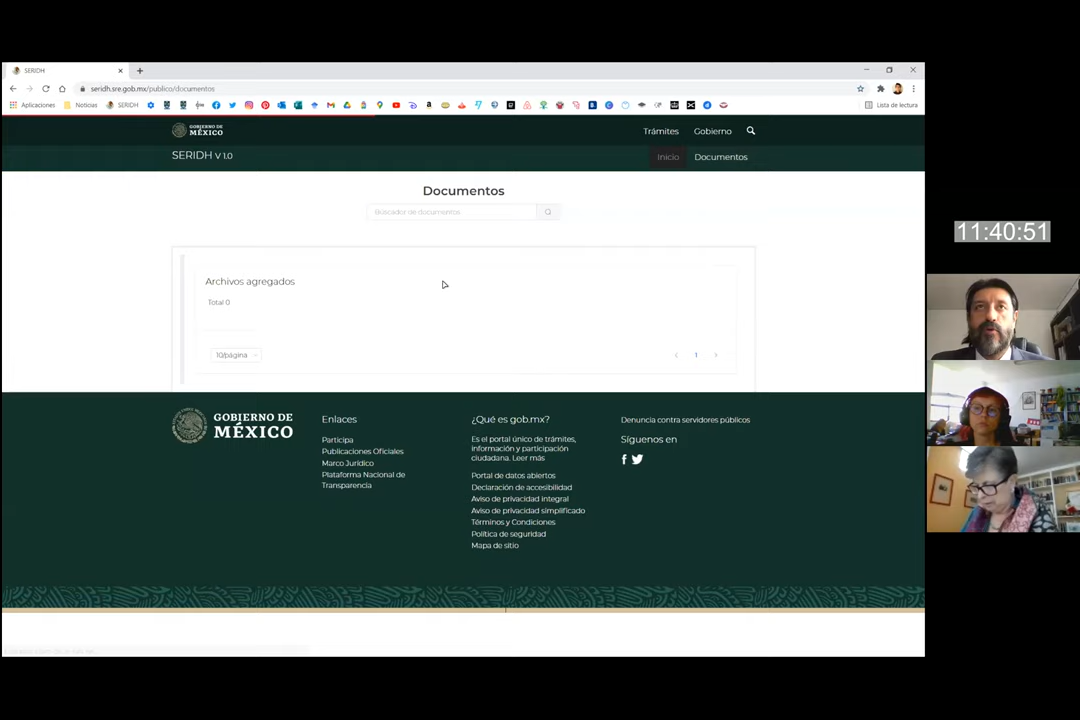 SERIDH
seridh.sre.gob.mx/publico/documentos
Aplicaciones
Noticias
SERIDH
Lista de lectura
GOBIERNO DE
MÉXICO
Trámites
Gobierno
SERIDH V 1.0
Inicio
Documentos
Documentos
Buscador de documentos
11:40:51
Archivos agregados
Total 0
10/página
1
GOBIERNO DE
MÉXICO
Enlaces
Participa
Publicaciones Oficiales
Marco Jurídico
Plataforma Nacional de
Transparencia
¿Qué es gob.mx?
Es el portal único de trámites,
información y participación
ciudadana. Leer más
Portal de datos abiertos
Declaración de accesibilidad
Aviso de privacidad integral
Aviso de privacidad simplificado
Términos y Condiciones
Política de seguridad
Mapa de sitio
Denuncia contra servidores públicos
Síguenos en